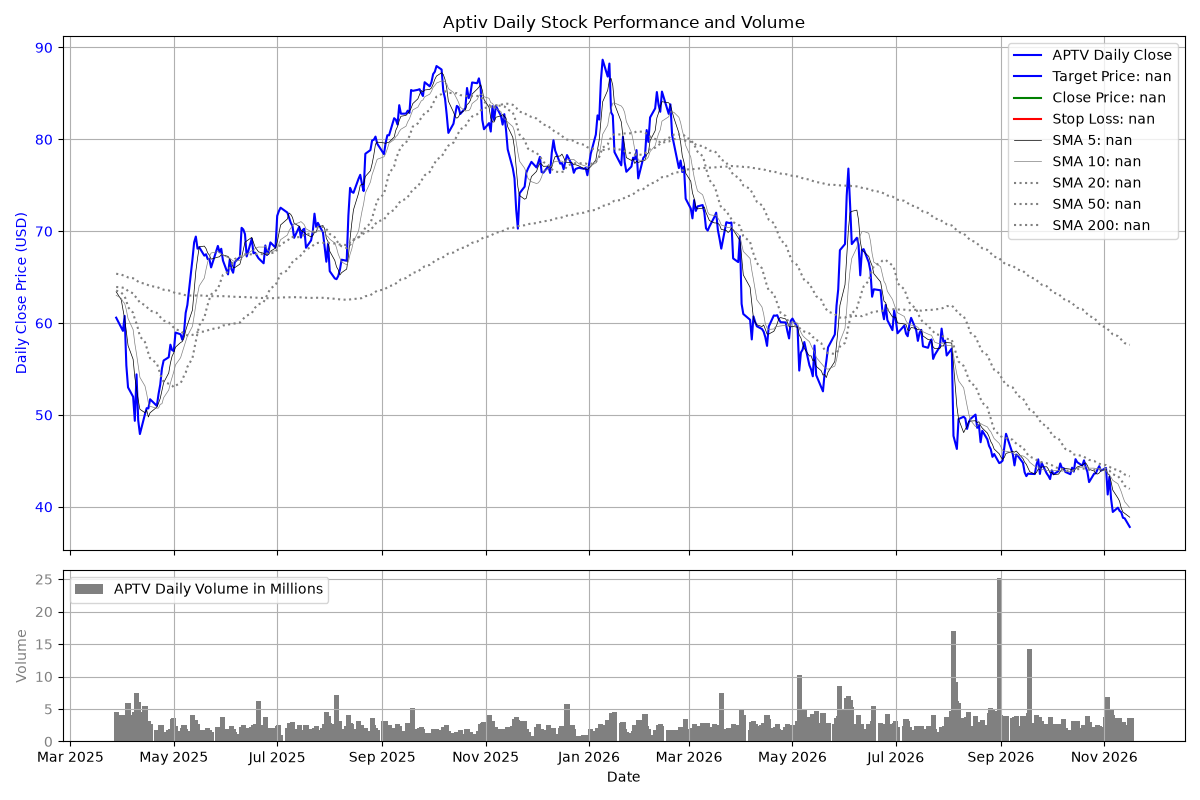 Aptiv Daily Stock Performance and Volume
90
80
70
60
50
40
Daily Close Price (USD)
APTV Daily Close
Target Price: nan
Close Price: nan
Stop Loss: nan
SMA 5: nan
SMA 10: nan
SMA 20: nan
SMA 50: nan
SMA 200: nan
25
20
15
10
5
0
Volume
APTV Daily Volume in Millions
Mar 2025 May 2025 Jul 2025 Sep 2025 Nov 2025 Jan 2026 Mar 2026 May 2026 Jul 2026 Sep 2026 Nov 2026
Date